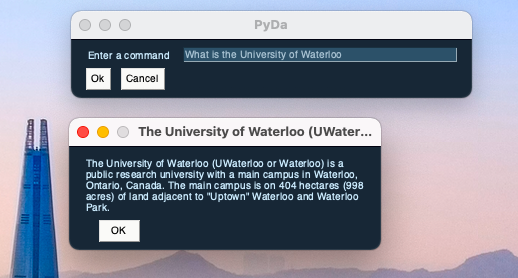 PyDa
Enter a command What is the University of Waterloo
Ok Cancel
The University of Waterloo (UWater...
The University of Waterloo (UWaterloo or Waterloo) is a
public research university with a main campus in Waterloo,
Ontario, Canada. The main campus is on 404 hectares (998
acres) of land adjacent to "Uptown" Waterloo and Waterloo
Park.
OK